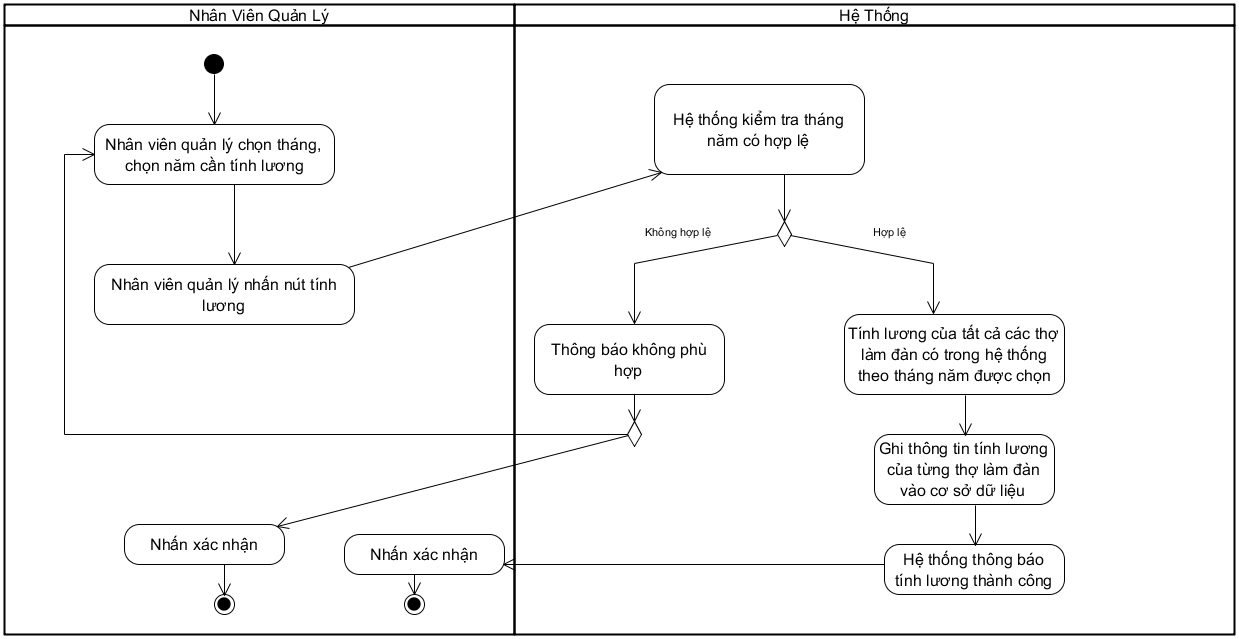 Nhân Viên Quản Lý
Hệ Thống
Nhân viên quản lý chọn tháng,
chọn năm cần tính lương
Hệ thống kiểm tra tháng
năm có hợp lệ
Không hợp lệ
Hợp lệ
Nhân viên quản lý nhấn nút tính
lương
Thông báo không phù
hợp
Tính lương của tất cả các thợ
làm đàn có trong hệ thống
theo tháng năm được chọn
Ghi thông tin tính lương
của từng thợ làm đàn
vào cơ sở dữ liệu
Nhấn xác nhận
Nhấn xác nhận
Hệ thống thông báo
tính lương thành công